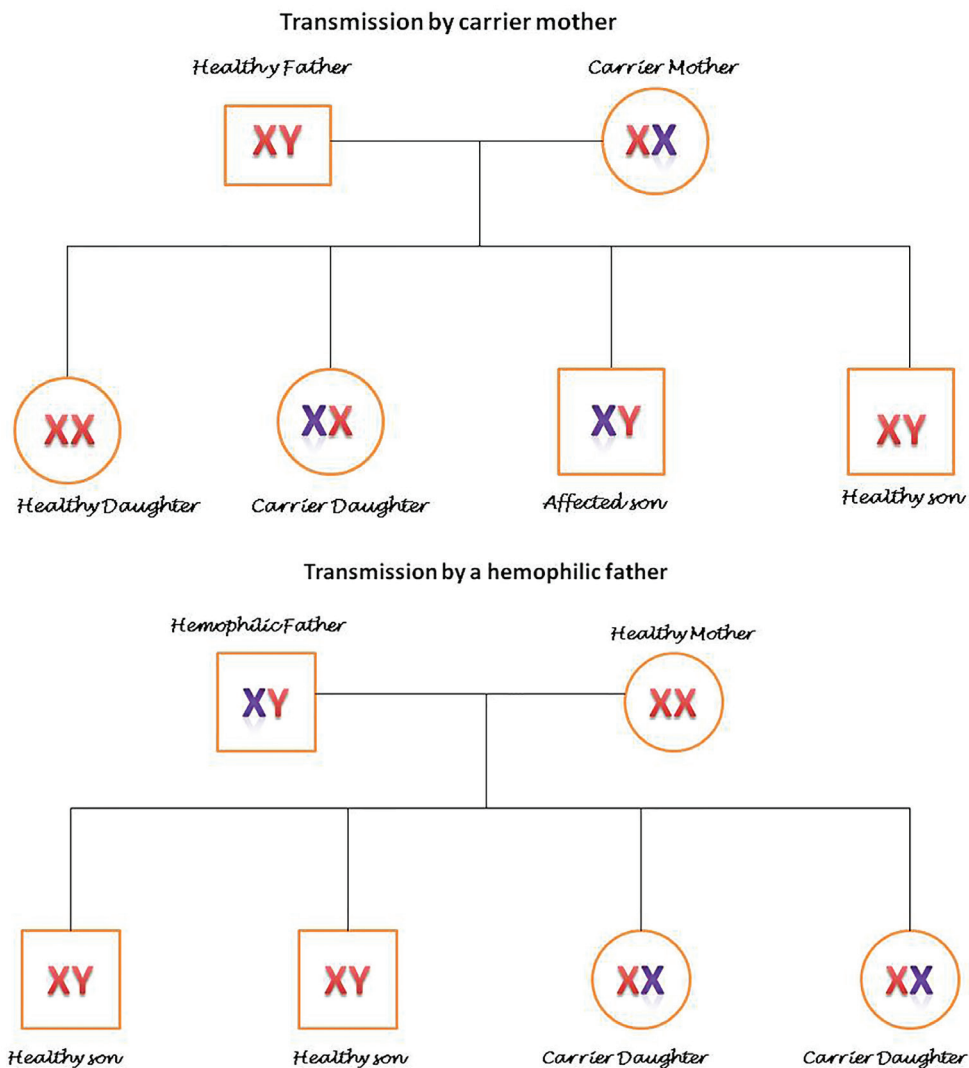 Transmission by carrier mother
Healthy Father
Carrier Mother
XY
XX
XX
XX
XY
XY
Healthy Daughter
Carrier Daughter
Affected son
Healthy son
Transmission by a hemophilic father
Hemophilic Father
Healthy Mother
XY
XX
XY
XY
XX
XX
Healthy son
Healthy son
Carrier Daughter
Carrier Daughter